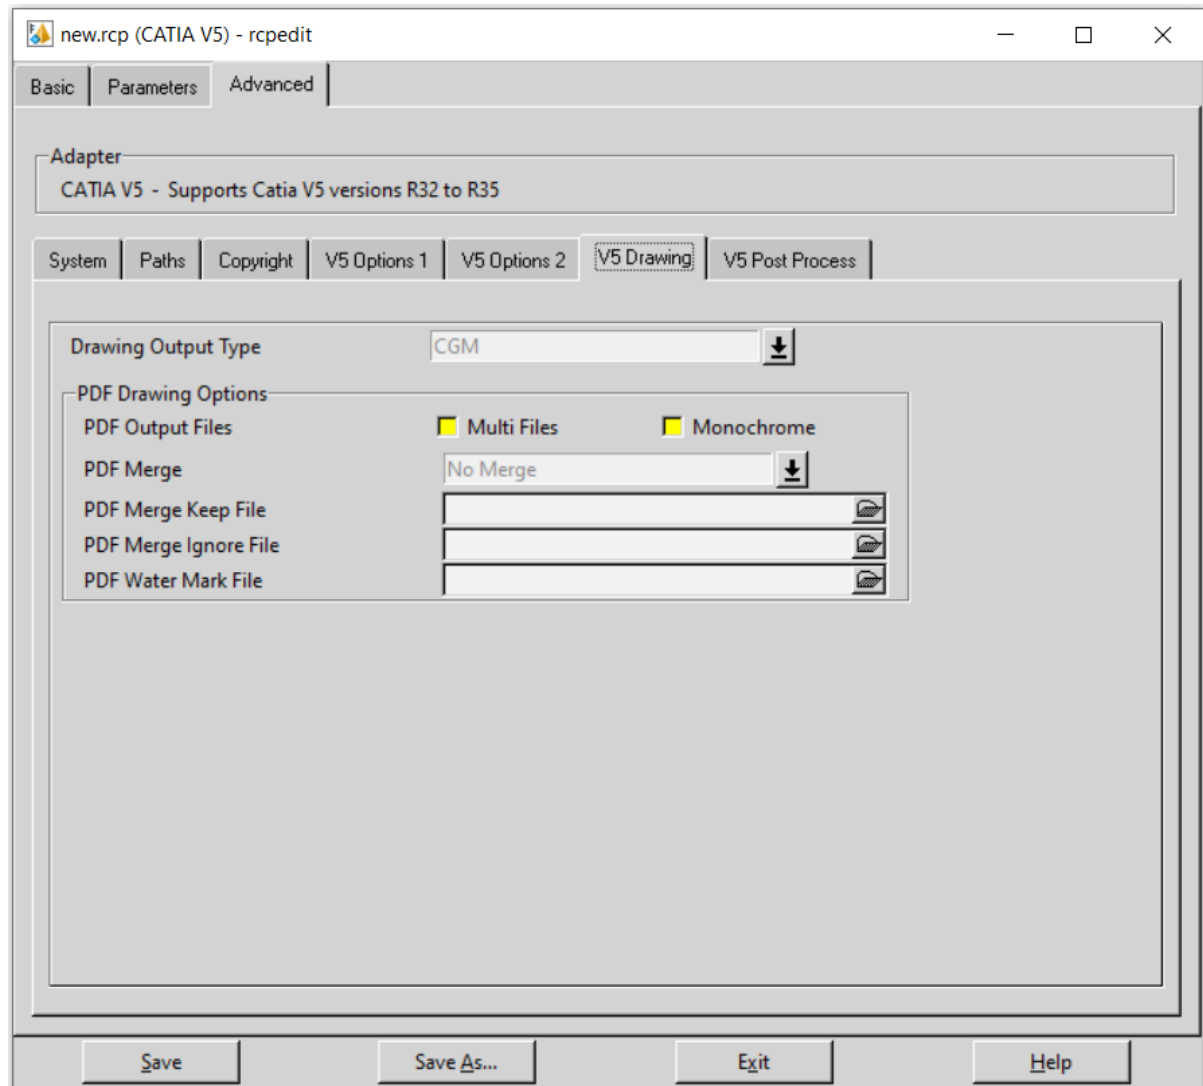 new.rcp (CATIA V5) - rcpedit
Basic Parameters Advanced
Adapter
CATIA V5 - Supports Catia V5 versions R32 to R35
System Paths Copyright V5 Options 1 V5 Options 2 V5 Drawing V5 Post Process
Drawing Output Type CGM
PDF Drawing Options
PDF Output Files Multi Files Monochrome
PDF Merge No Merge
PDF Merge Keep File
PDF Merge Ignore File
PDF Water Mark File
Save Save As... Exit Help